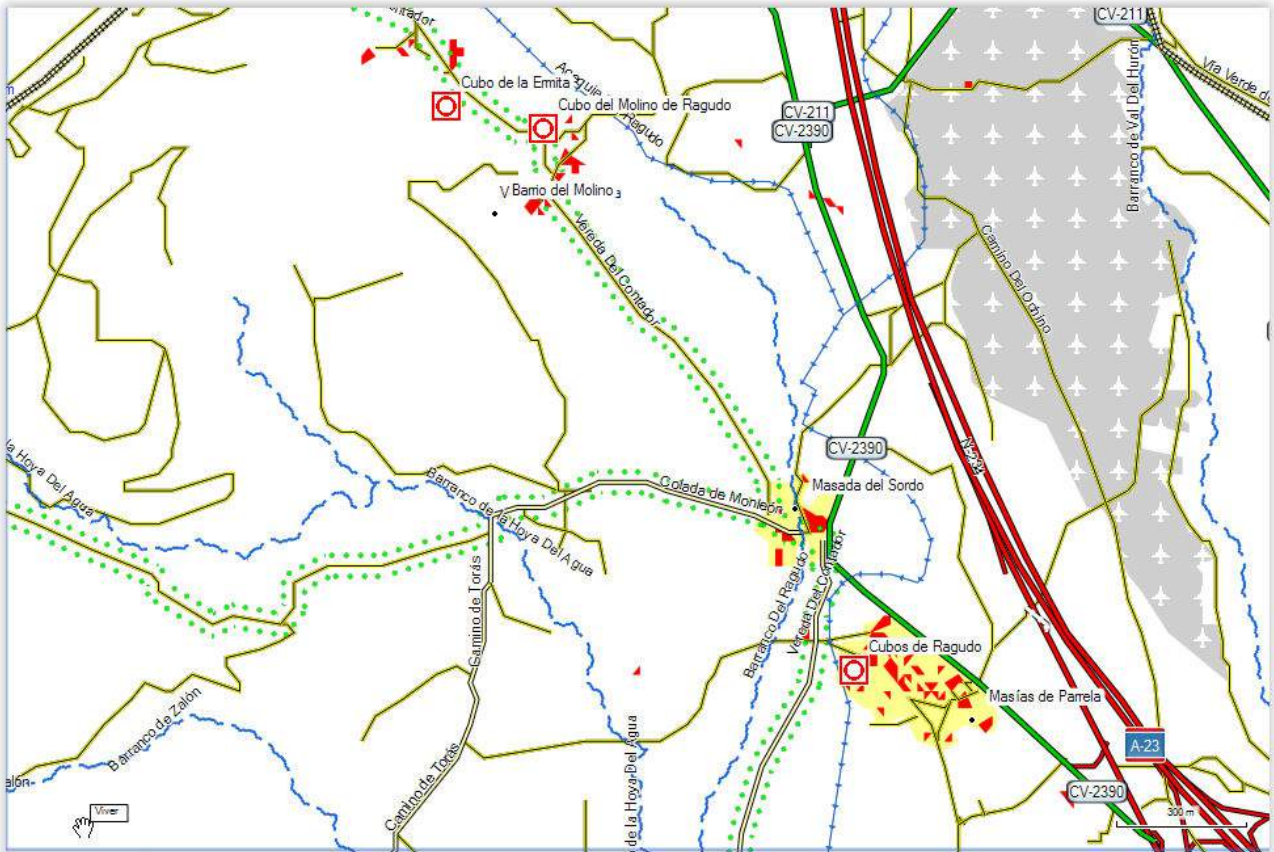 CV-211
Cubo de la Ermita
Cubo del Molino de Ragudo
Vía Verde
Barranco de Val Del Hurón
CV-211
CV-2390
Barrio del Molino
Vereda Del Contador
Camino Del Ochino
CV-2390
N-234
la Hoya Del Agua
Barranco de la Hoya Del Agua
Colada de Monleón
Masada del Sordo
Camino de Torás
Barranco Del Ragudo
Vereda Del Contador
Cubos de Ragudo
Masías de Parrela
Barranco de Zalón
Camino de Torás
de la Hoya Del Agua
A-23
CV-2390
300 m
Viver